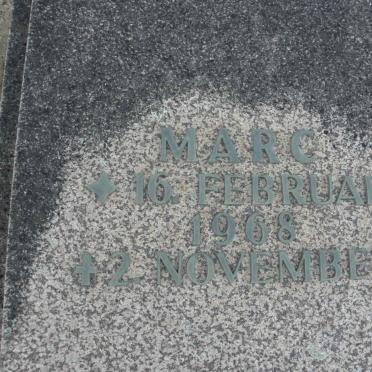 MARC
16. FEBRUAR
1968
2. NOVEMBE